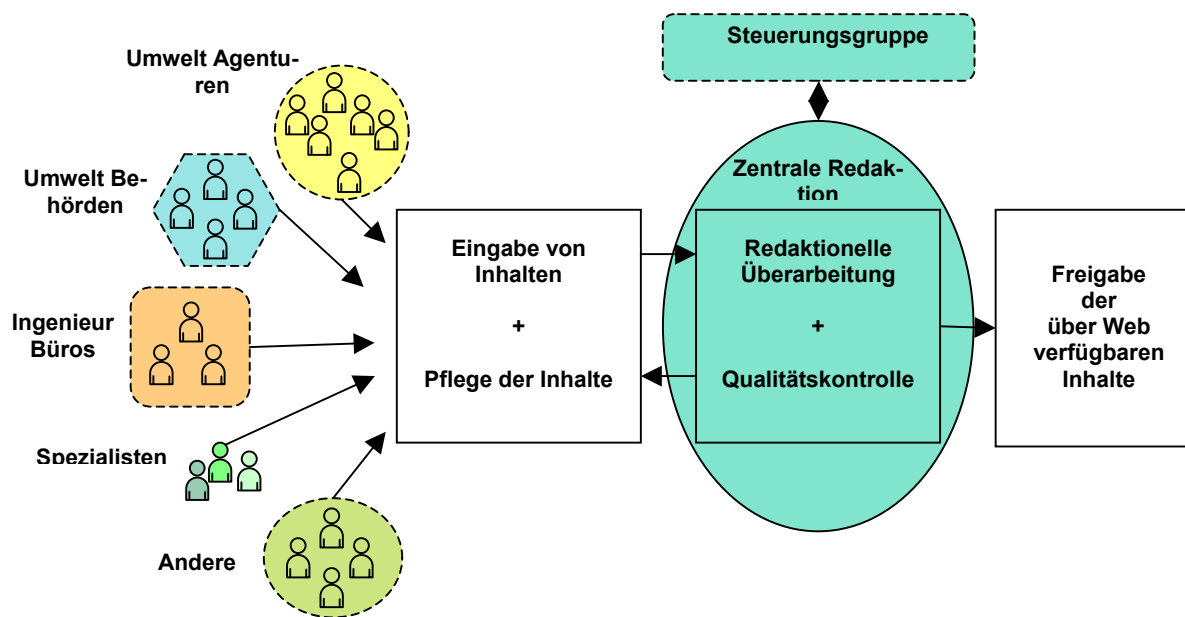 Umwelt Agentu-
ren
Umwelt Be-
hörden
Ingenieur
Büros
Spezialisten
Andere
Eingabe von
Inhalten
+
Pflege der Inhalte
Steuerungsgruppe
Zentrale Redak-
tion
Redaktionelle
Überarbeitung
+
Qualitätskontrolle
Freigabe
der
über Web
verfügbaren
Inhalte